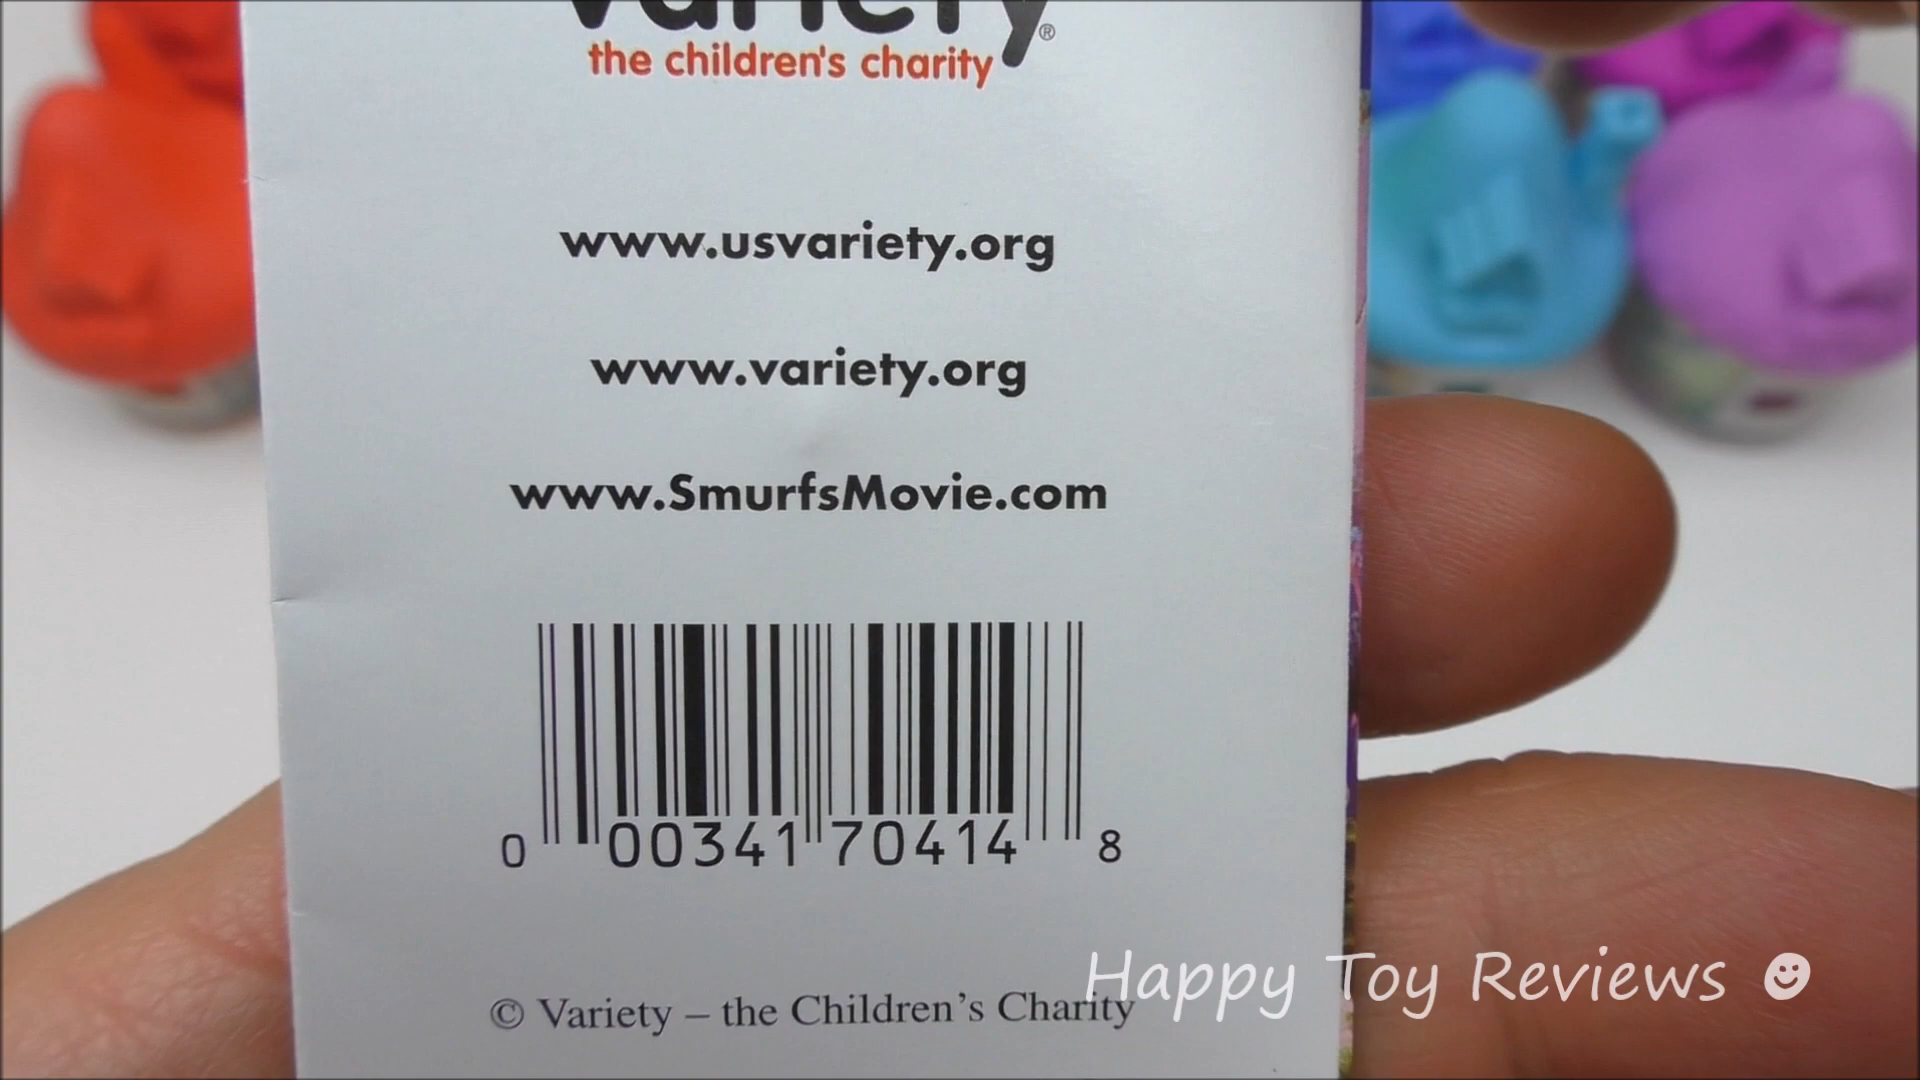 variety®
the children's charity
www.usvariety.org
www.variety.org
www.SmurfsMovie.com
0 00341 70414 8
© Variety – the Children's Charity
Happy Toy Reviews